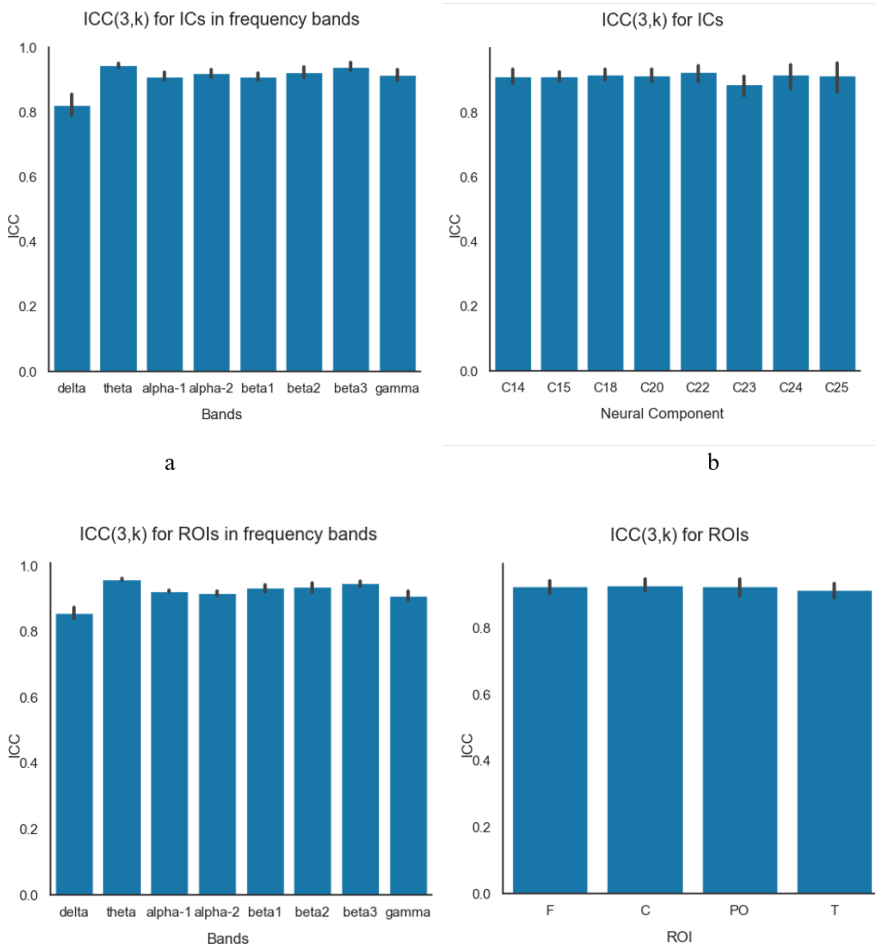 ICC(3,k) for ICs in frequency bands
1.0
0.8
0.6
0.4
0.2
0.0
ICC
delta theta alpha-1 alpha-2 beta1 beta2 beta3 gamma
Bands
a
ICC(3,k) for ICs
0.8
0.6
0.4
0.2
0.0
ICC
C14 C15 C18 C20 C22 C23 C24 C25
Neural Component
b
ICC(3,k) for ROIs in frequency bands
1.0
0.8
0.6
0.4
0.2
0.0
ICC
delta theta alpha-1 alpha-2 beta1 beta2 beta3 gamma
Bands
ICC(3,k) for ROIs
0.8
0.6
0.4
0.2
0.0
ICC
F C PO T
ROI